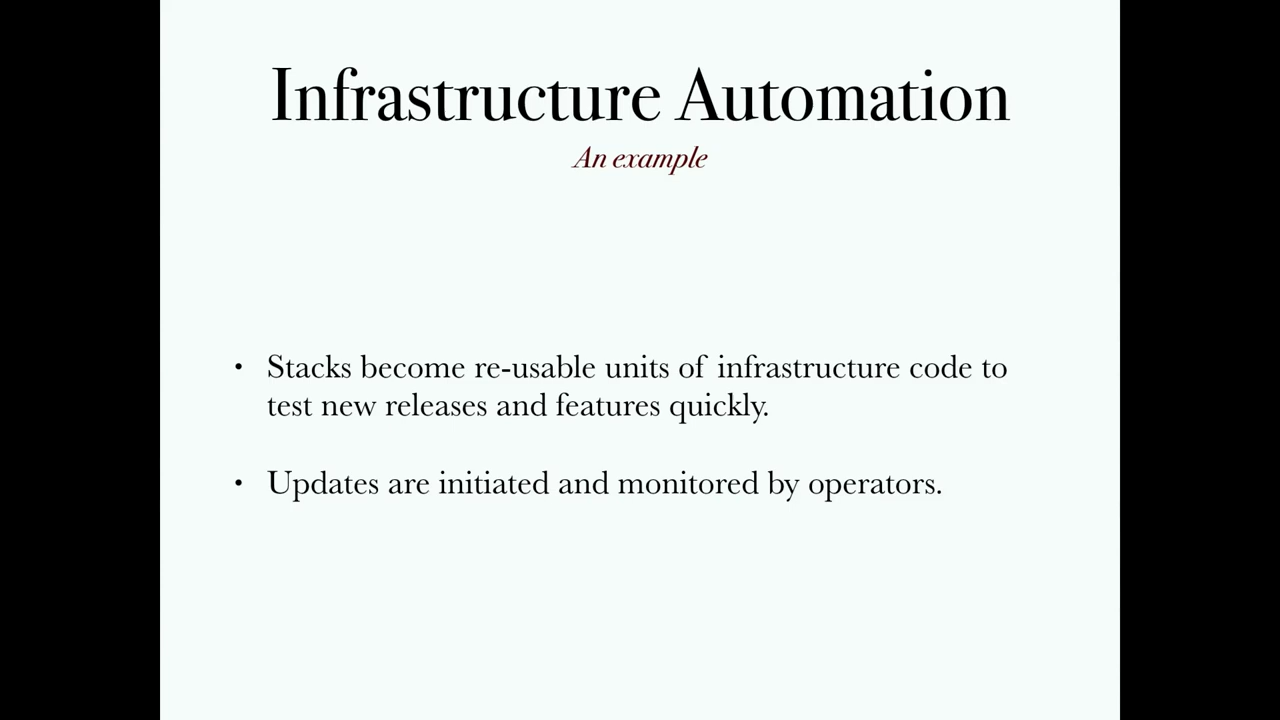 Infrastructure Automation
An example
• Stacks become re-usable units of infrastructure code to
test new releases and features quickly.
• Updates are initiated and monitored by operators.